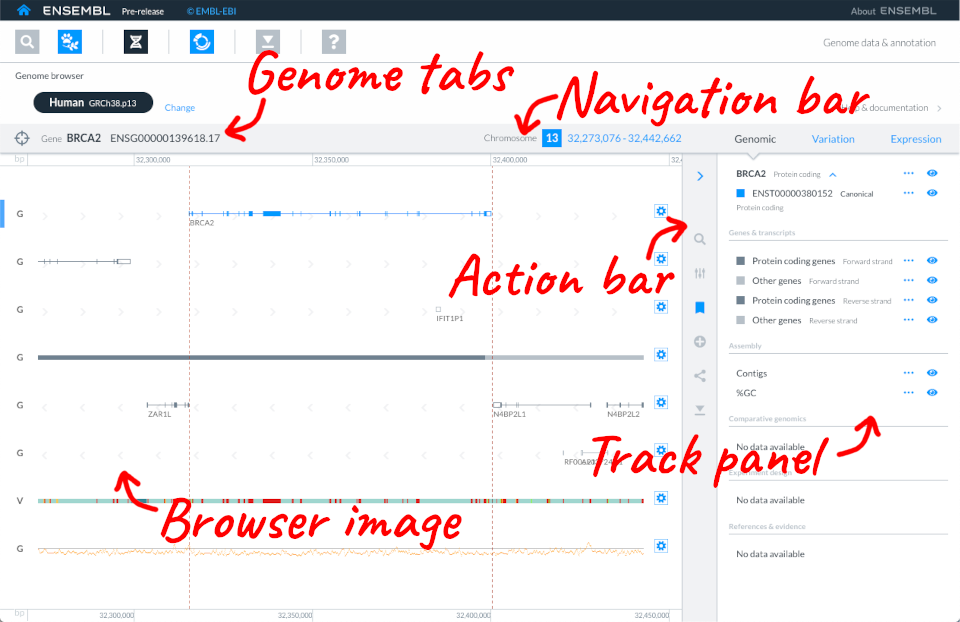 ENSEMBL Pre-release © EMBL-EBI About ENSEMBL
Genome data & annotation
Genome browser
Genome tabs
Navigation bar
Human GRCh38.p13 Change & documentation
Gene BRCA2 ENSG00000139618.17 Chromosome 13 32,273,076 - 32,442,662 Genomic Variation Expression
bp 32,300,000 32,350,000 32,400,000 32,4
BRCA2 Protein coding
ENST00000380152 Canonical
Protein coding
G
BRCA2
Genes & transcripts
G
Protein coding genes Forward strand
Action bar
Other genes Forward strand
Protein coding genes Reverse strand
G
IFIT1P1
Other genes Reverse strand
Assembly
G
Contigs
%GC
G
ZAR1L N4BP2L1 N4BP2L2
Comparative genomics
No data available
G
Track panel
Experiment design
V
No data available
Browser image
References & evidence
G
No data available
bp 32,300,000 32,350,000 32,400,000 32,450,000